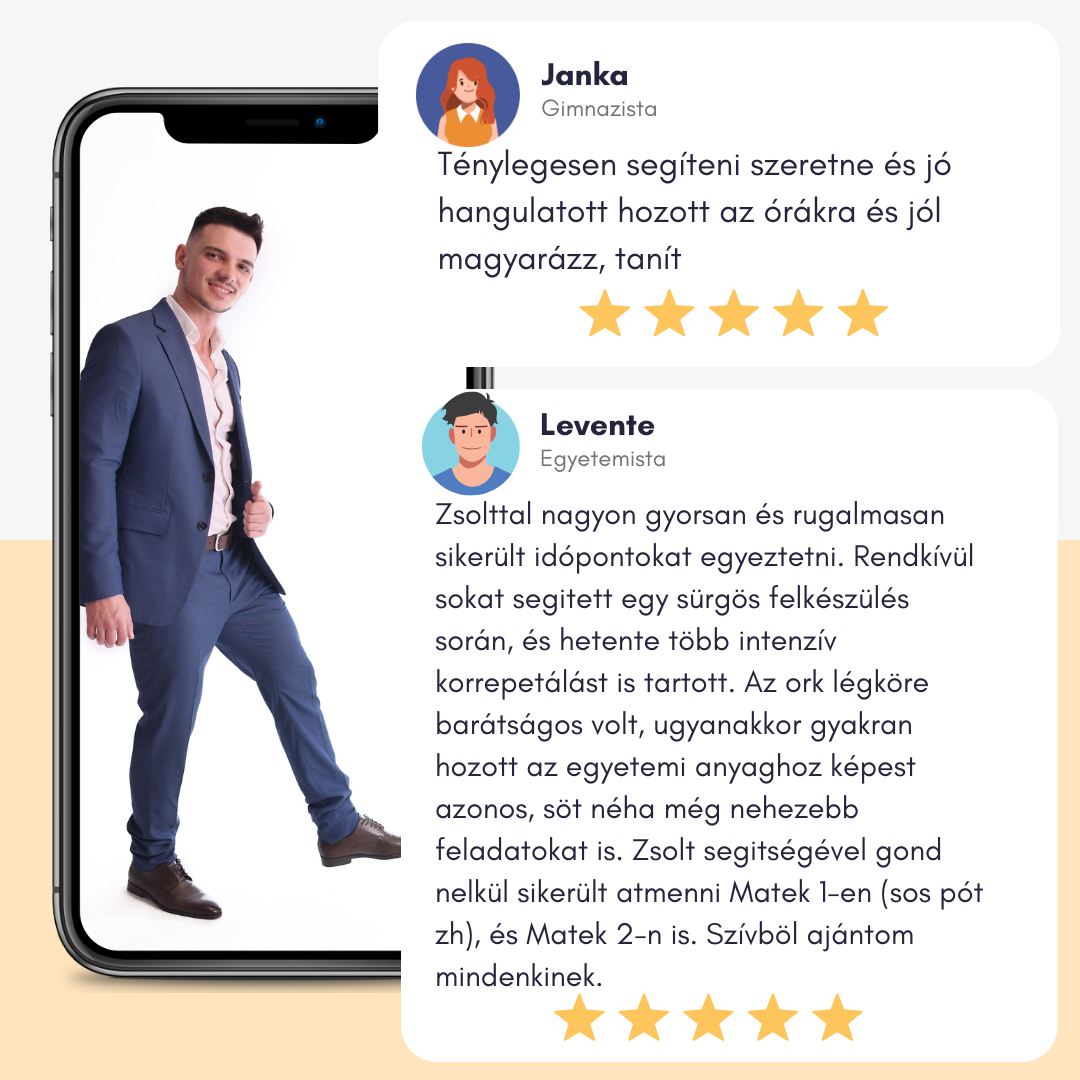 Janka
Gimnazista
Ténylegesen segíteni szeretne és jó
hangulatott hozott az órákra és jól
magyarázz, tanít
Levente
Egyetemista
Zsolttal nagyon gyorsan és rugalmasan
sikerült idópontokat egyeztetni. Rendkívül
sokat segitett egy sürgös felkészülés
során, és hetente több intenzív
korrepetálást is tartott. Az ork légköre
barátságos volt, ugyanakkor gyakran
hozott az egyetemi anyaghoz képest
azonos, söt néha még nehezebb
feladatokat is. Zsolt segitségével gond
nelkül sikerült atmenni Matek 1-en (sos pót
zh), és Matek 2-n is. Szívböl ajántom
mindenkinek.